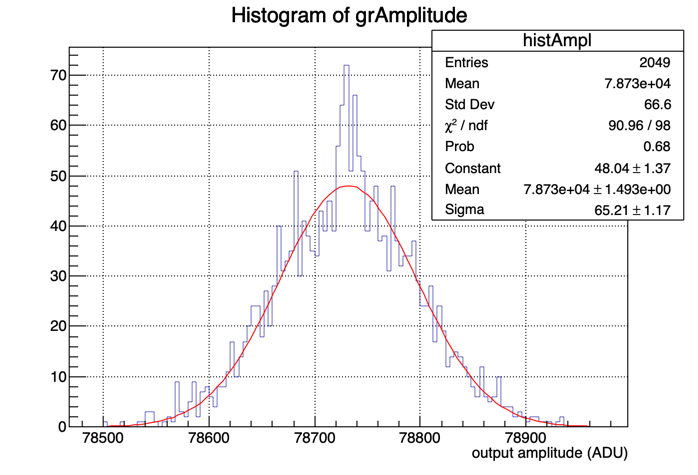 Histogram of grAmplitude
histAmpl
Entries 2049
Mean 7.873e+04
Std Dev 66.6
χ² / ndf 90.96 / 98
Prob 0.68
Constant 48.04 ± 1.37
Mean 7.873e+04 ± 1.493e+00
Sigma 65.21 ± 1.17
70
60
50
40
30
20
10
0
78500 78600 78700 78800 78900
output amplitude (ADU)